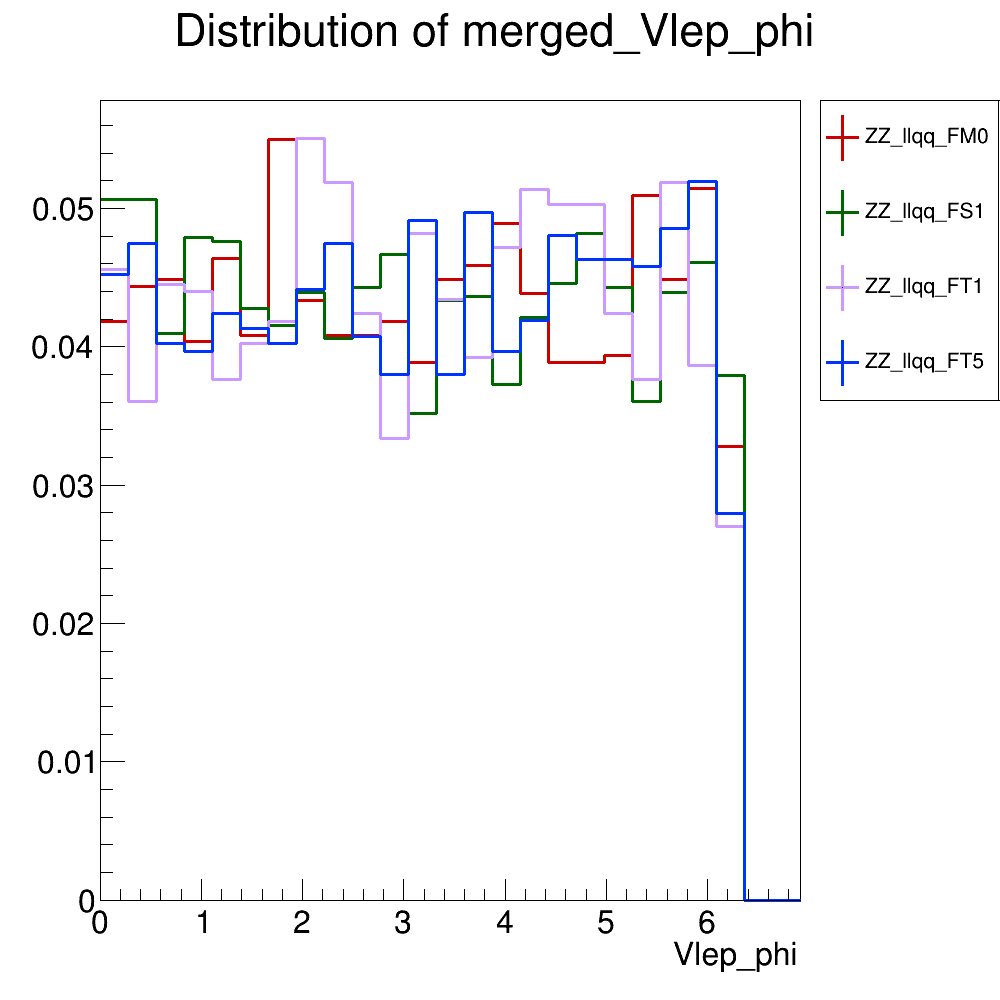 Distribution of merged_Vlep_phi
ZZ_llqq_FM0
ZZ_llqq_FS1
ZZ_llqq_FT1
ZZ_llqq_FT5
0.05
0.04
0.03
0.02
0.01
0
0 1 2 3 4 5 6
Vlep_phi